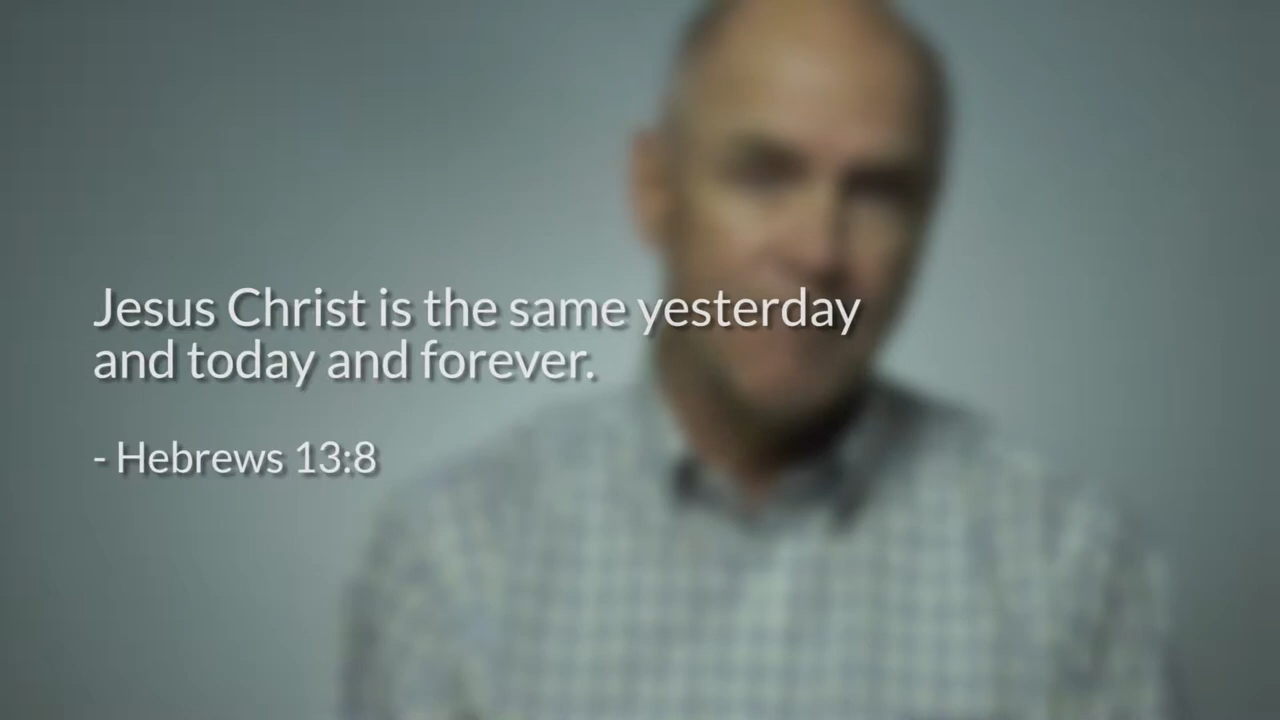 Jesus Christ is the same yesterday
and today and forever.
- Hebrews 13:8